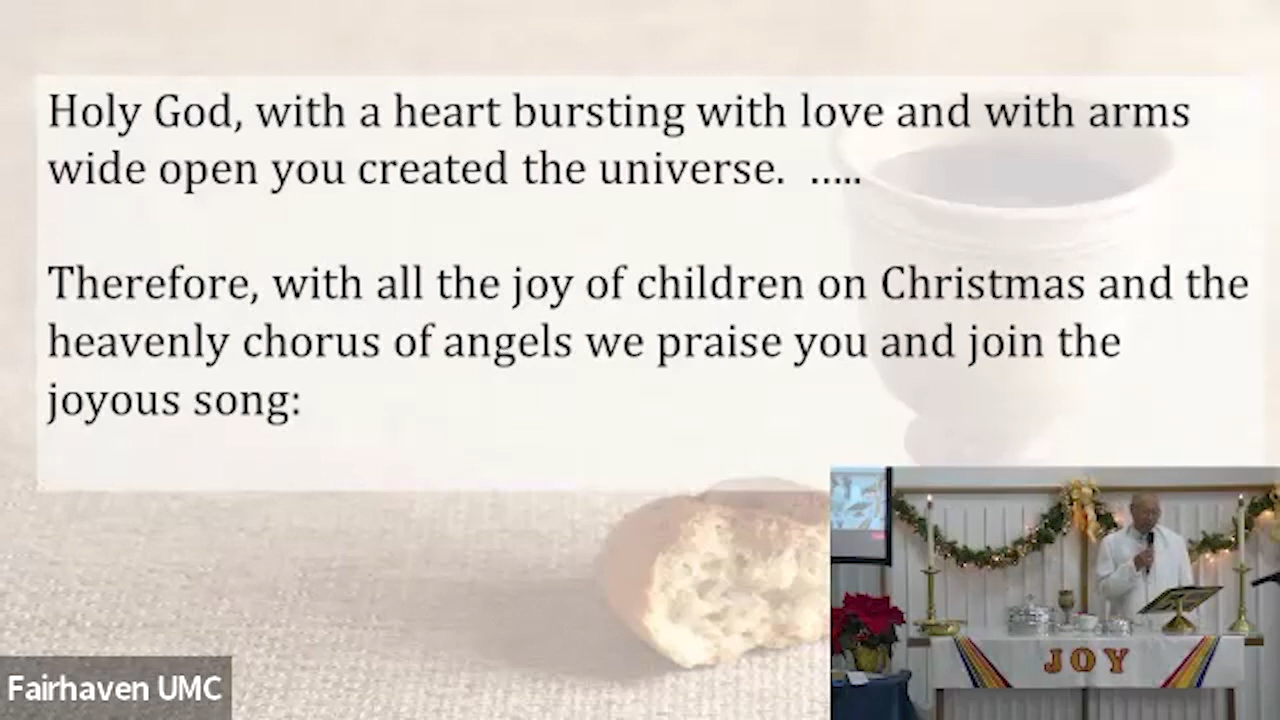 Holy God, with a heart bursting with love and with arms
wide open you created the universe.  .....
Therefore, with all the joy of children on Christmas and the
heavenly chorus of angels we praise you and join the
joyous song:
JOY
Fairhaven UMC